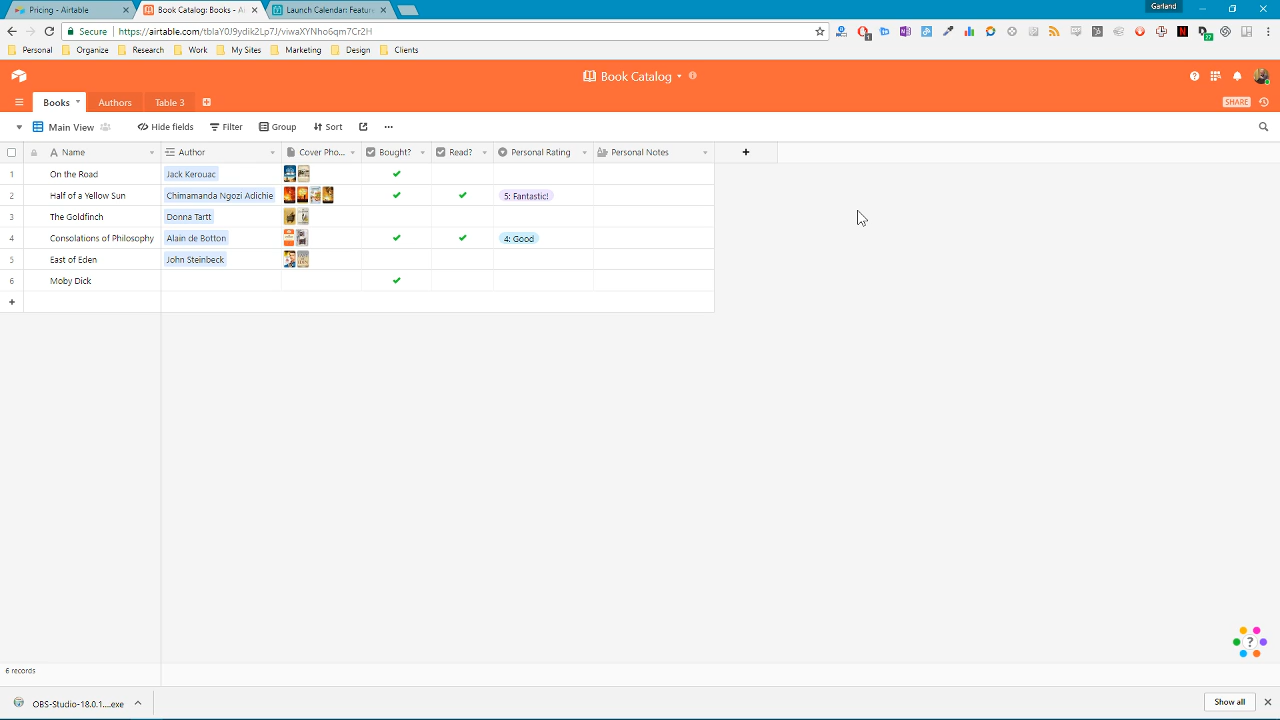 Pricing - Airtable
Book Catalog: Books - A
Launch Calendar: Feature
Garland
Secure
https://airtable.com/tblaY0J9ydik2Lp7J/viwaXYNho6qm7Cr2H
Personal
Organize
Research
Work
My Sites
Marketing
Design
Clients
Book Catalog
Books
Authors
Table 3
SHARE
Main View
Hide fields
Filter
Group
Sort
Name
Author
Cover Pho...
Bought?
Read?
Personal Rating
Personal Notes
1 On the Road Jack Kerouac
2 Half of a Yellow Sun Chimamanda Ngozi Adichie 5: Fantastic!
3 The Goldfinch Donna Tartt
4 Consolations of Philosophy Alain de Botton 4: Good
5 East of Eden John Steinbeck
6 Moby Dick
6 records
OBS-Studio-18.0.1....exe
Show all